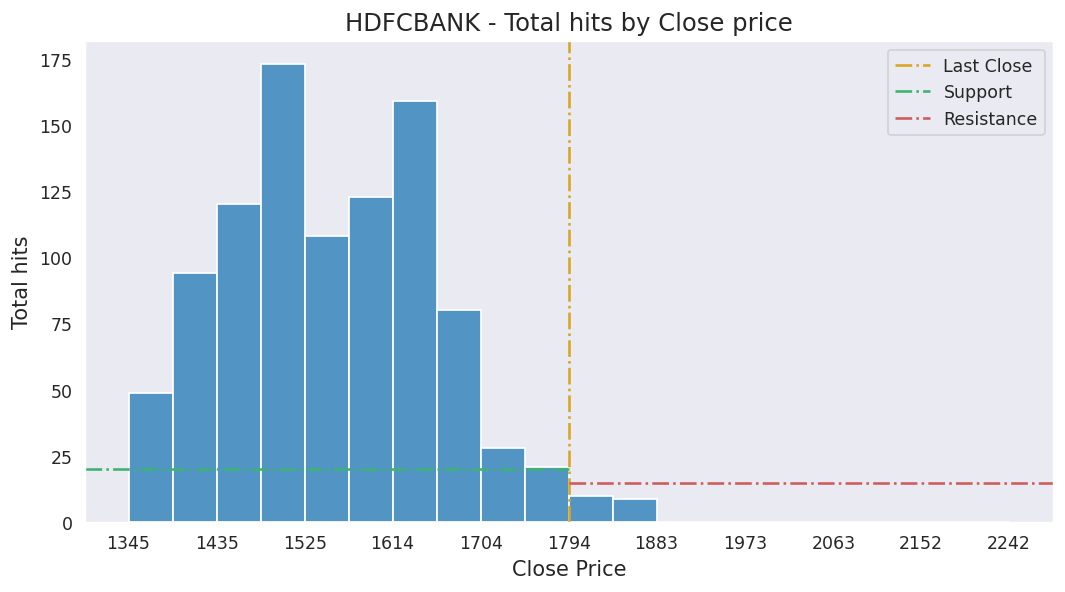 HDFCBANK - Total hits by Close price
Last Close
Support
Resistance
175
150
125
100
75
50
25
0
Total hits
1345 1435 1525 1614 1704 1794 1883 1973 2063 2152 2242
Close Price